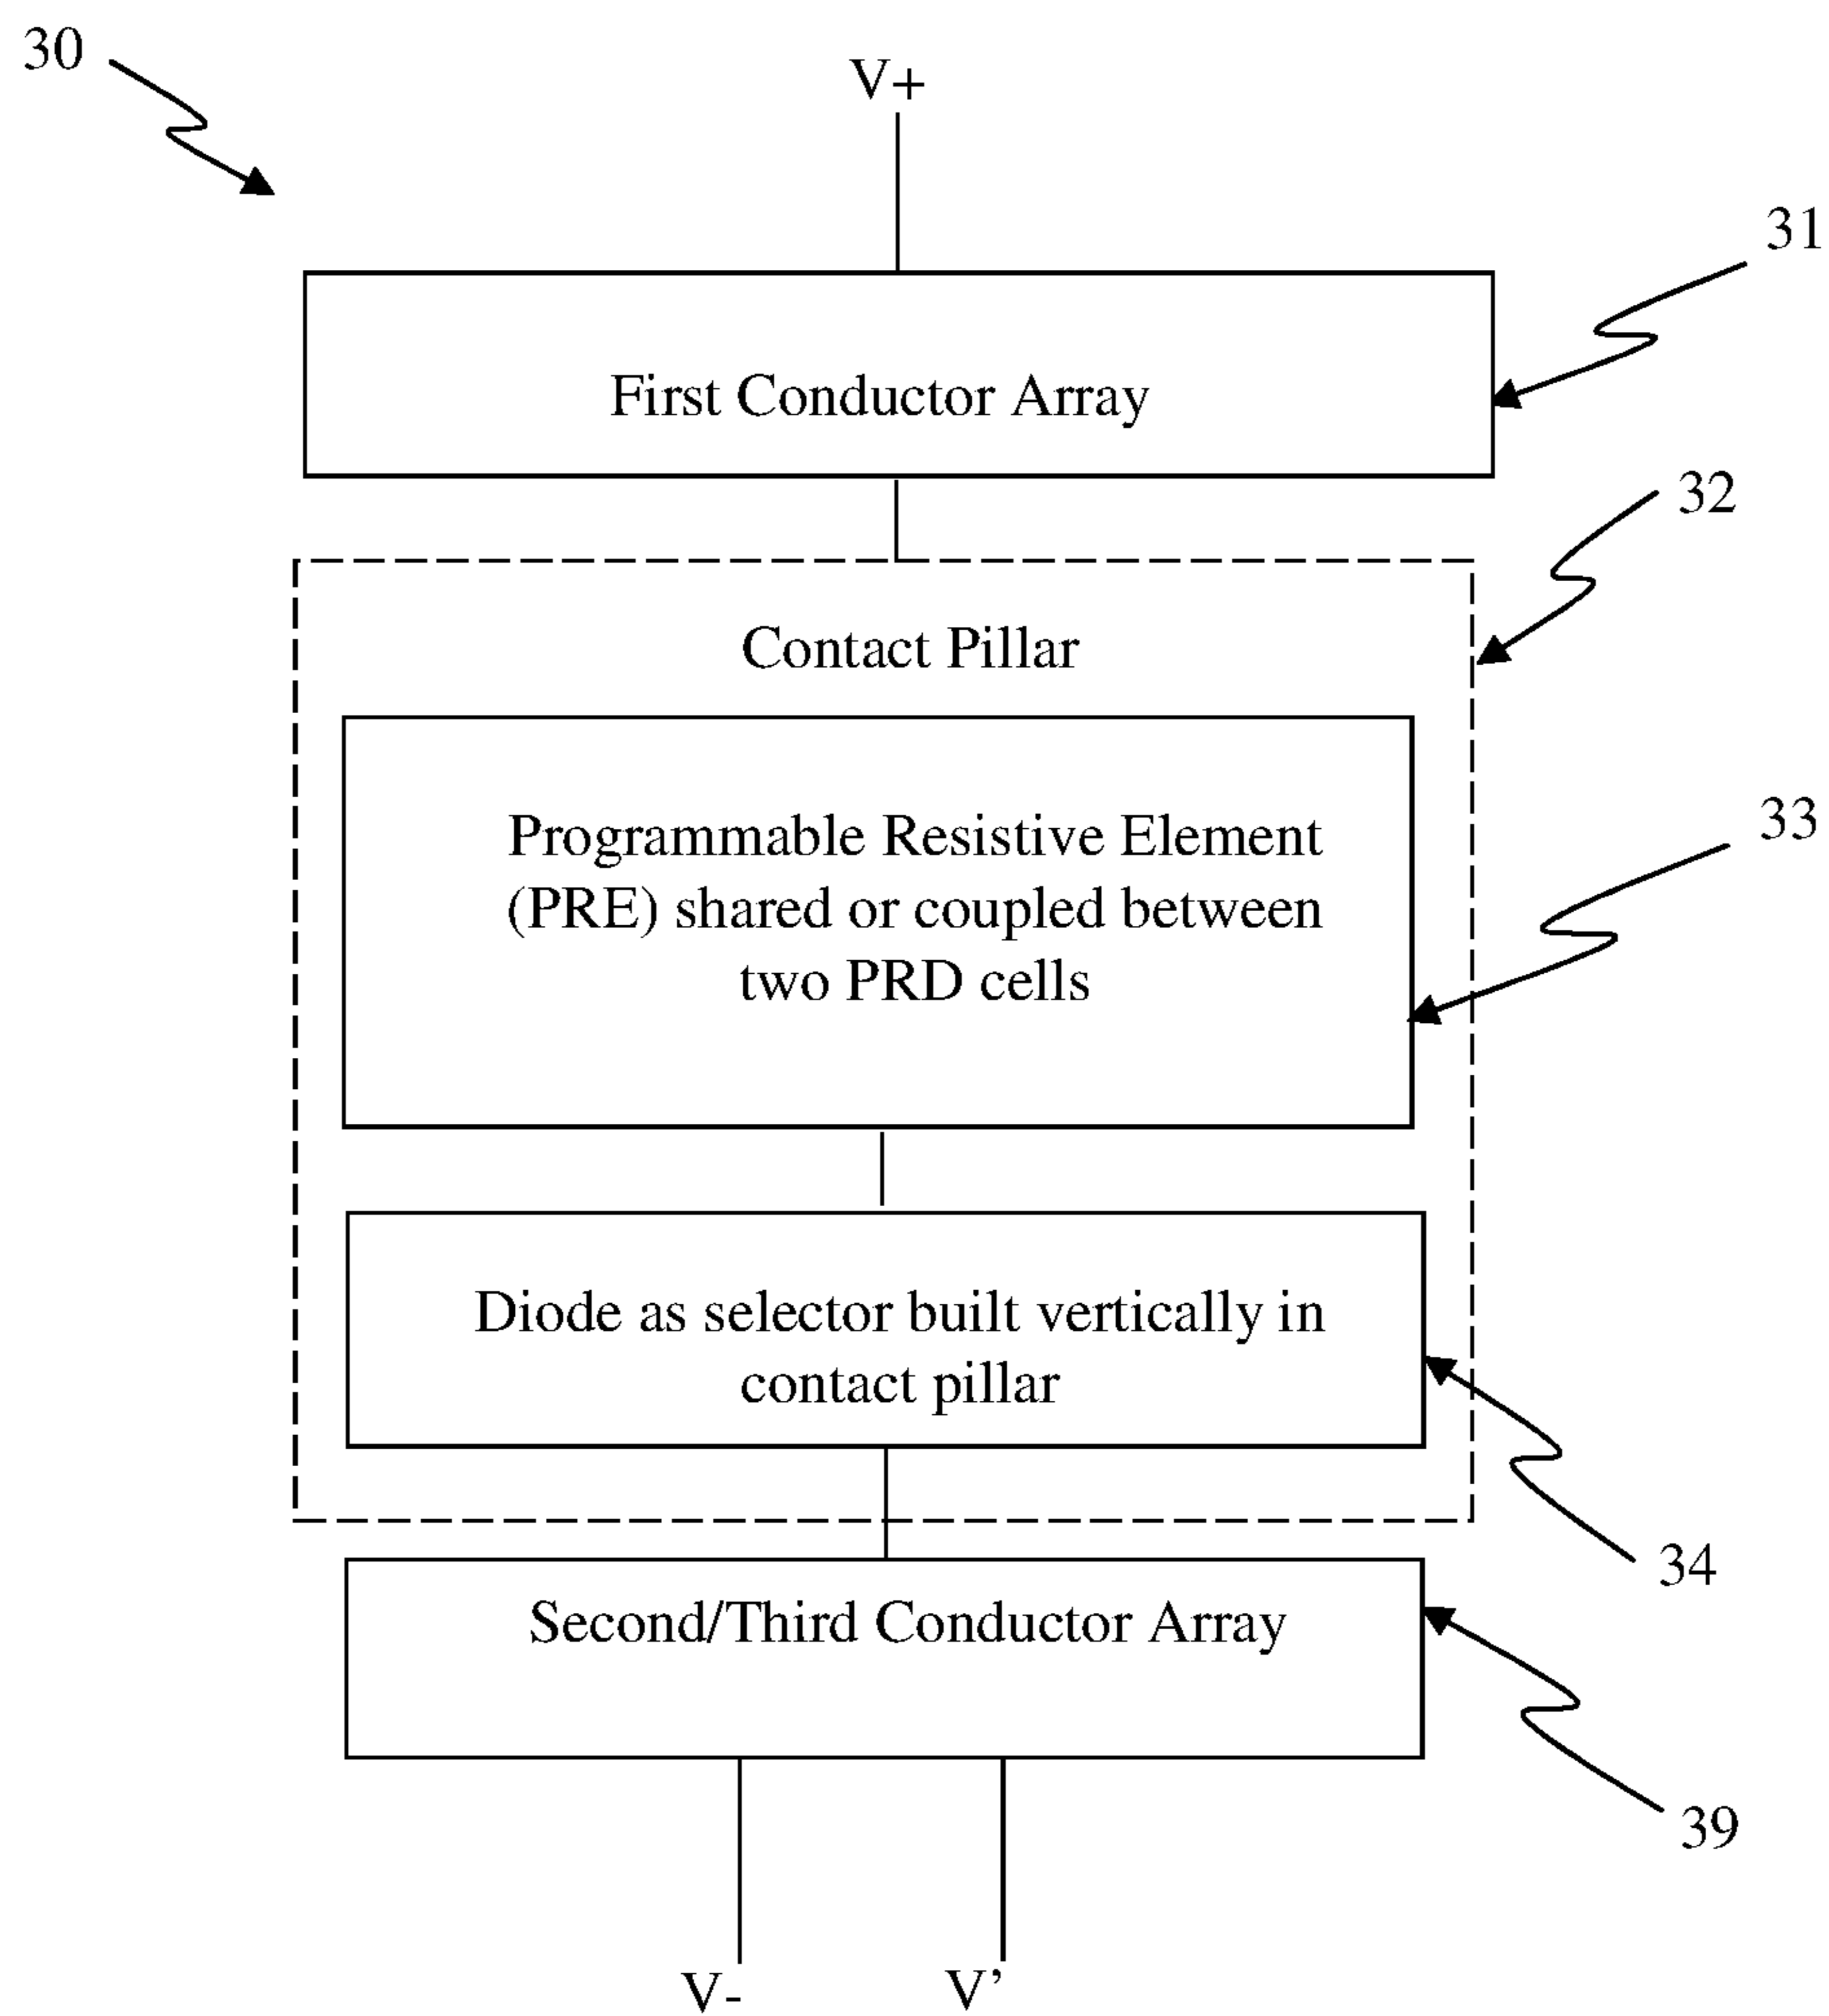 30
V+
31
First Conductor Array
32
Contact Pillar
Programmable Resistive Element
(PRE) shared or coupled between
two PRD cells
33
Diode as selector built vertically in
contact pillar
34
Second/Third Conductor Array
39
V-
V’